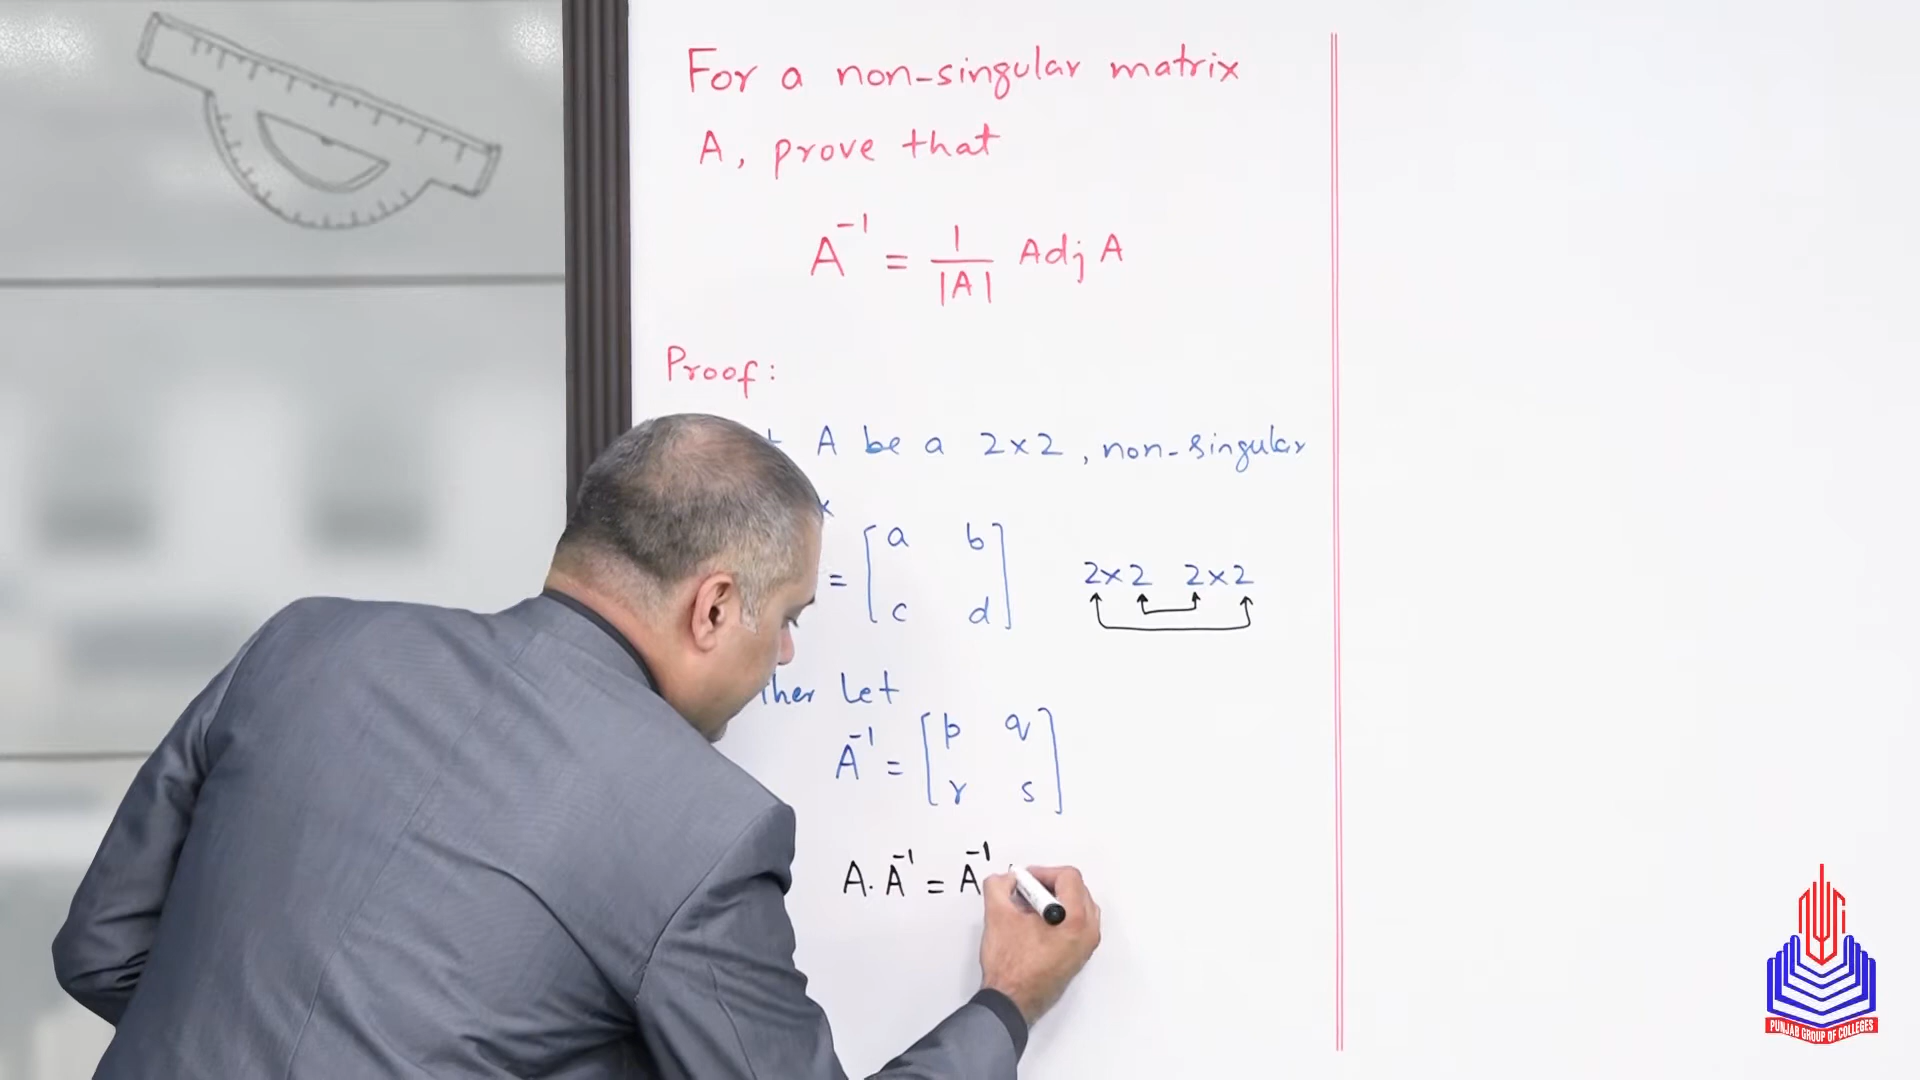 For a non-singular matrix
A, prove that
A⁻¹ = 1/|A| Adj A
Proof:
A be a 2×2, non-singular
= [a b
c d]
2×2 2×2
Let
A⁻¹ = [p q
r s]
A.A⁻¹ = A⁻¹
PUNJAB GROUP OF COLLEGES